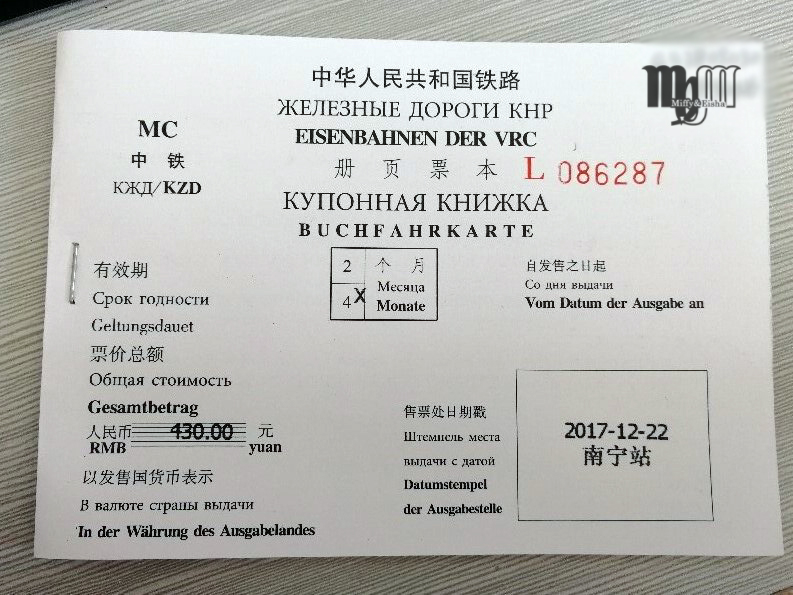 Miffy&Eisha
中华人民共和国铁路
ЖЕЛЕЗНЫЕ ДОРОГИ КНР
EISENBAHNEN DER VRC
MC
中 铁
КЖД/KZD
册 页 票 本 L 086287
КУПОННАЯ КНИЖКА
BUCHFAHRKARTE
有效期
Срок годности
Geltungsdauet
2 个 月
4 X Месяца
Monate
自发售之日起
Со дня выдачи
Vom Datum der Ausgabe an
票价总额
Общая стоимость
Gesamtbetrag
人民币 430.00 元
RMB yuan
以发售国货币表示
В валюте страны выдачи
In der Währung des Ausgabelandes
售票处日期戳
Штемпель места
выдачи с датой
Datumstempel
der Ausgabestelle
2017-12-22
南宁站